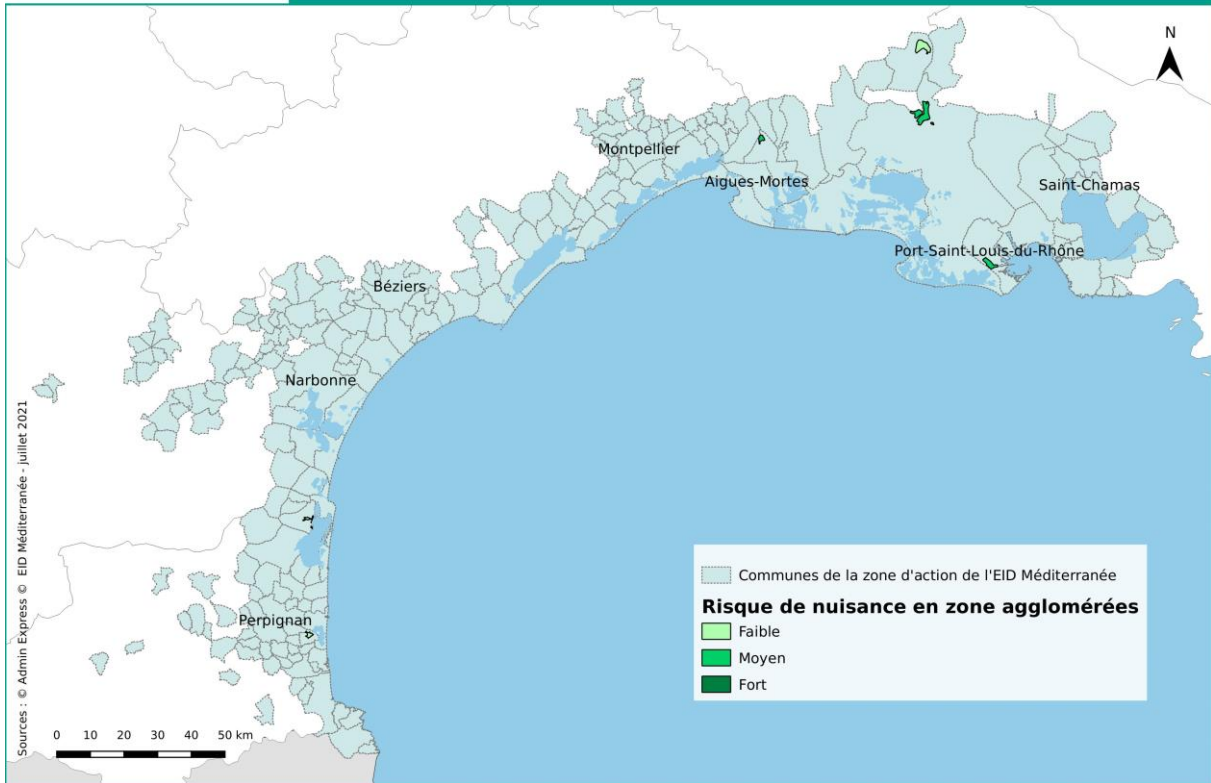 N
Montpellier
Aigues-Mortes
Saint-Chamas
Port-Saint-Louis-du-Rhône
Béziers
Narbonne
Perpignan
Communes de la zone d'action de l'EID Méditerranée
Risque de nuisance en zone agglomérées
Faible
Moyen
Fort
0 10 20 30 40 50 km
Sources : © Admin Express © EID Méditerranée - juillet 2021